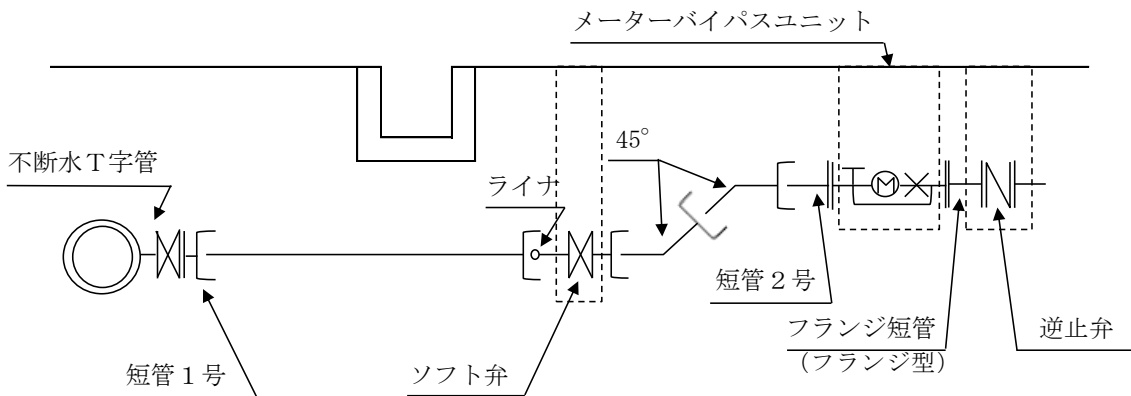 メーターバイパスユニット
不断水T字管
45°
ライナ
M
短管2号
フランジ短管
(フランジ型)
逆止弁
短管1号
ソフト弁